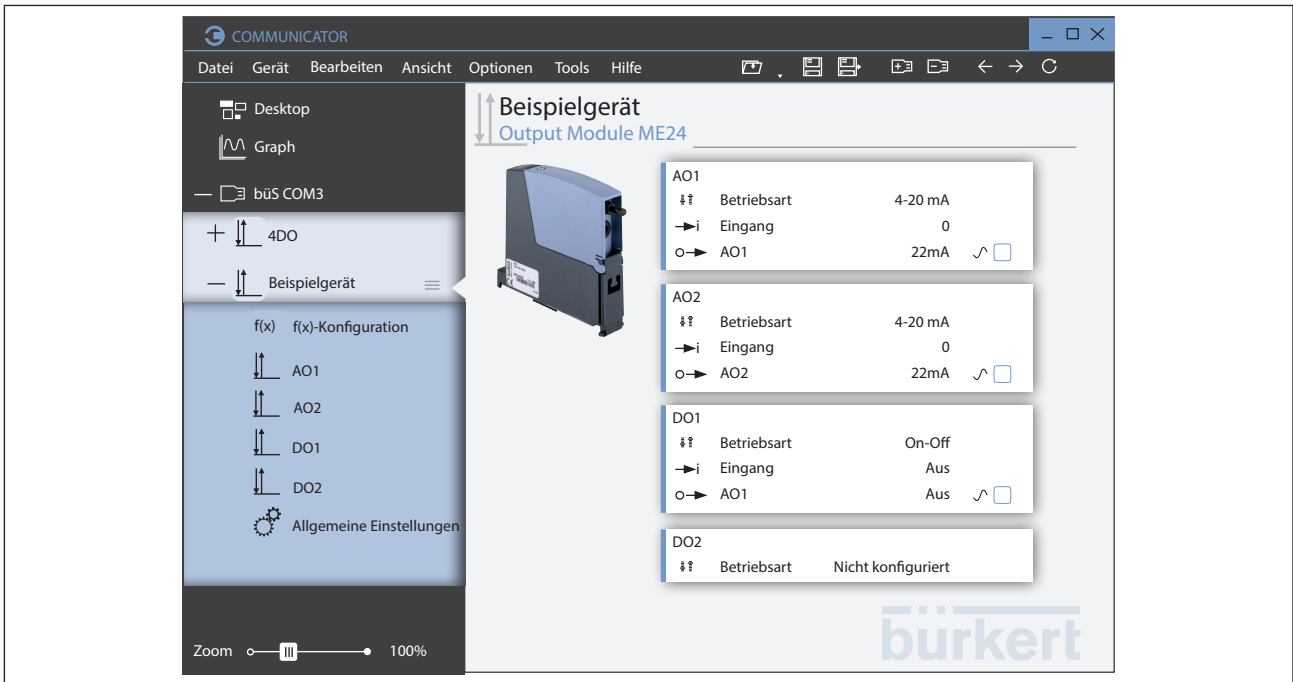 COMMUNICATOR
Datei Gerät Bearbeiten Ansicht Optionen Tools Hilfe
Desktop
Graph
büS COM3
4DO
Beispielgerät
f(x) f(x)-Konfiguration
AO1
AO2
DO1
DO2
Allgemeine Einstellungen
Zoom 100%
Beispielgerät
Output Module ME24
AO1
Betriebsart 4-20 mA
i Eingang 0
AO1 22mA
AO2
Betriebsart 4-20 mA
i Eingang 0
AO2 22mA
DO1
Betriebsart On-Off
i Eingang Aus
AO1 Aus
DO2
Betriebsart Nicht konfiguriert
bürkert